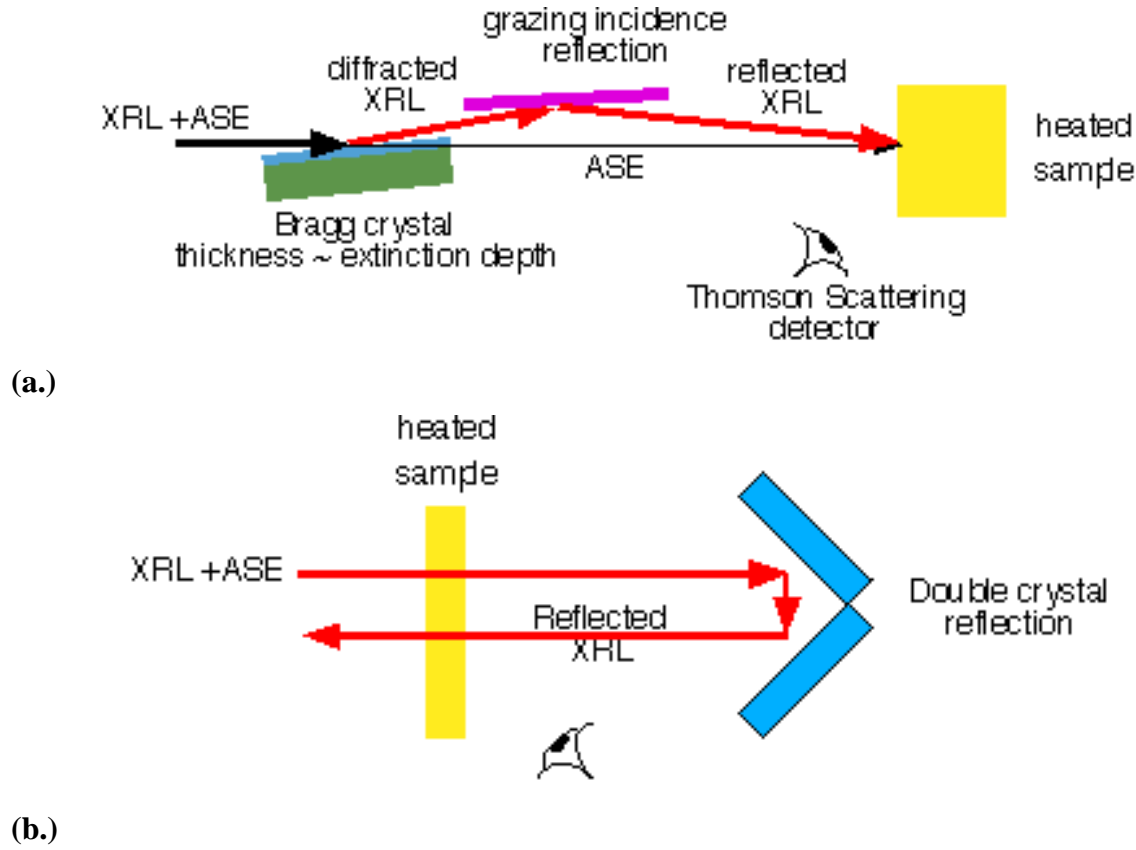 grazing incidence
reflection
diffracted
XRL
reflected
XRL
XRL +ASE
heated
sample
ASE
Bragg crystal
thickness ~ extinction depth
Thomson Scattering
detector
(a.)
heated
sample
XRL +ASE
Reflected
XRL
Double crystal
reflection
(b.)